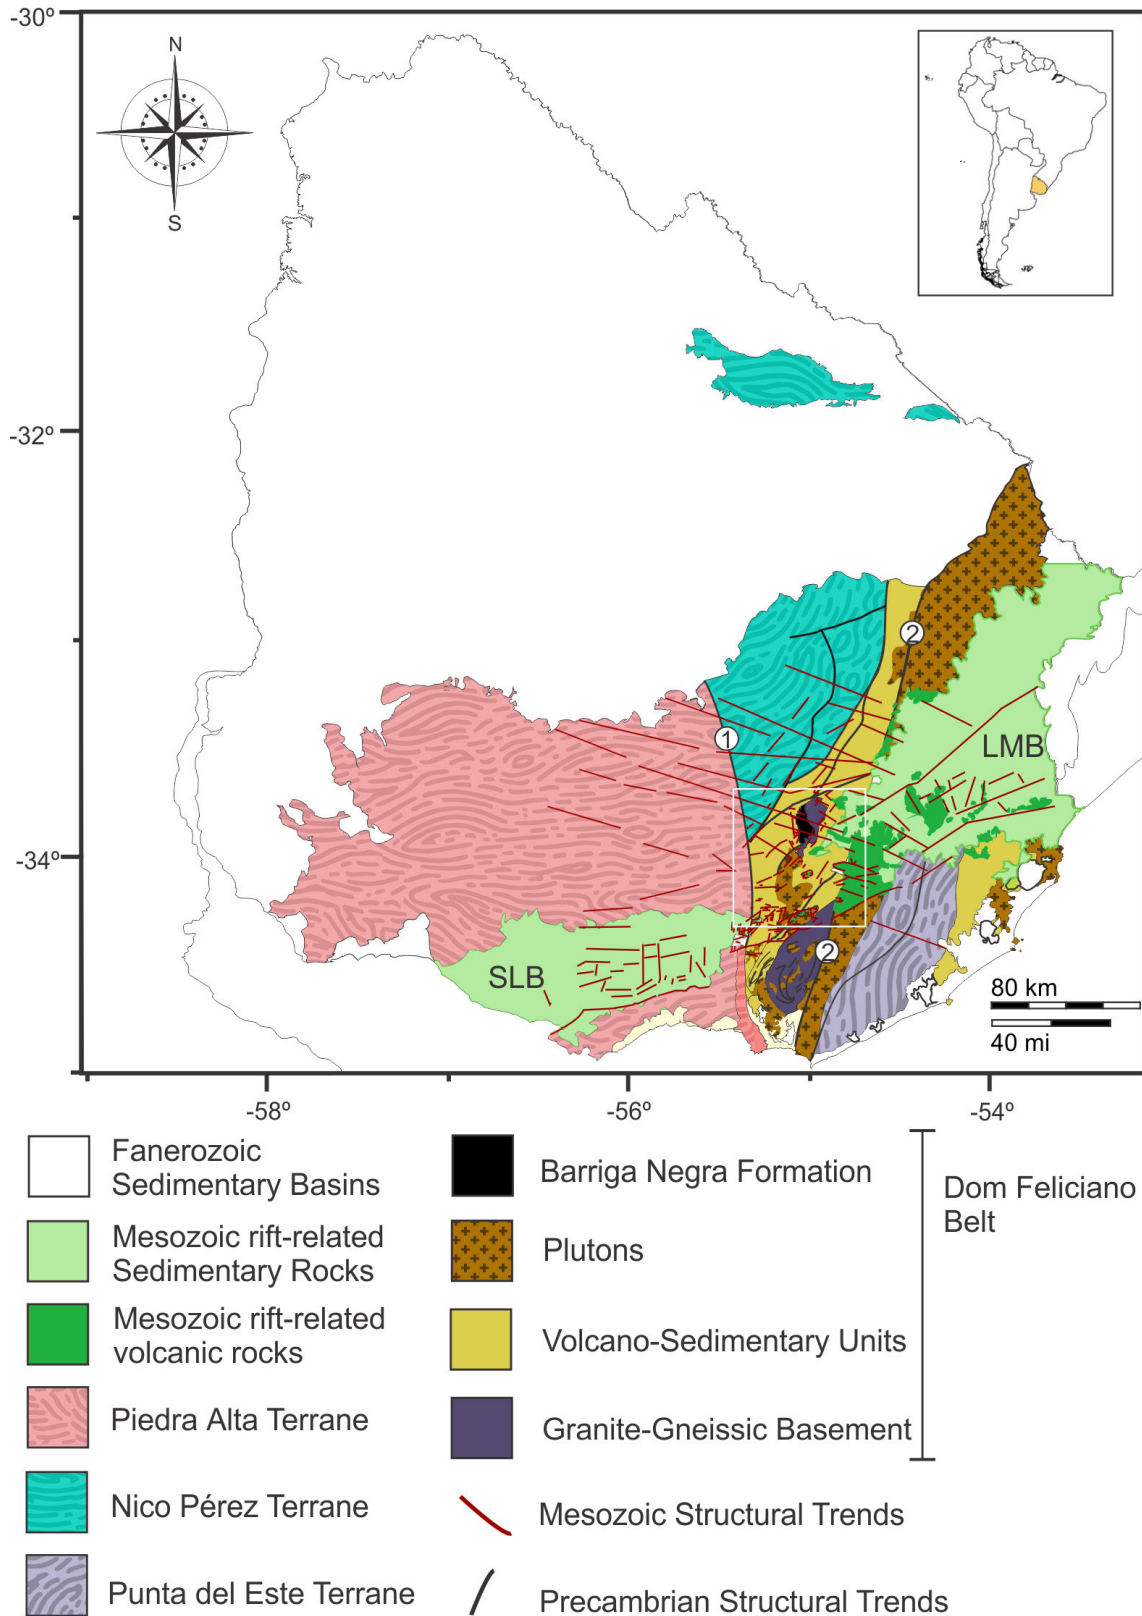 -30º
N
S
-32º
2
1
LMB
-34º
SLB
2
80 km
40 mi
-58º
-56º
-54º
Fanerozoic
Sedimentary Basins
Mesozoic rift-related
Sedimentary Rocks
Mesozoic rift-related
volcanic rocks
Piedra Alta Terrane
Nico Pérez Terrane
Punta del Este Terrane
Barriga Negra Formation
Plutons
Volcano-Sedimentary Units
Granite-Gneissic Basement
Dom Feliciano
Belt
Mesozoic Structural Trends
Precambrian Structural Trends